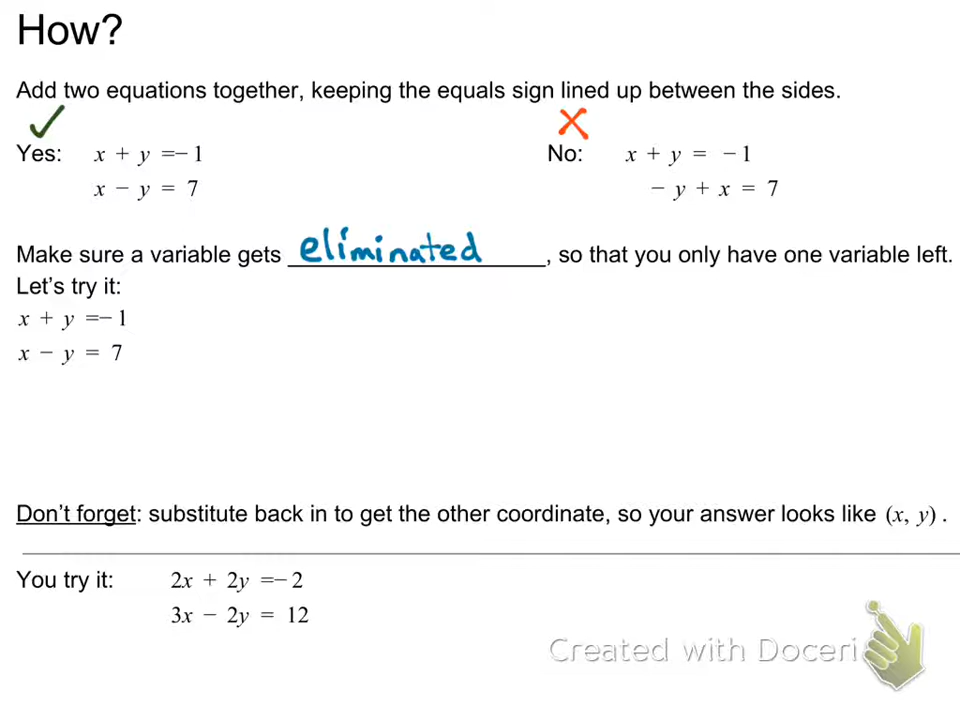 How?
Add two equations together, keeping the equals sign lined up between the sides.
Yes: x + y =− 1
No: x + y = − 1
x − y = 7
− y + x = 7
Make sure a variable gets eliminated, so that you only have one variable left.
Let's try it:
x + y =− 1
x − y = 7
Don't forget: substitute back in to get the other coordinate, so your answer looks like (x, y) .
You try it: 2x + 2y =− 2
3x − 2y = 12
Created with Doceri